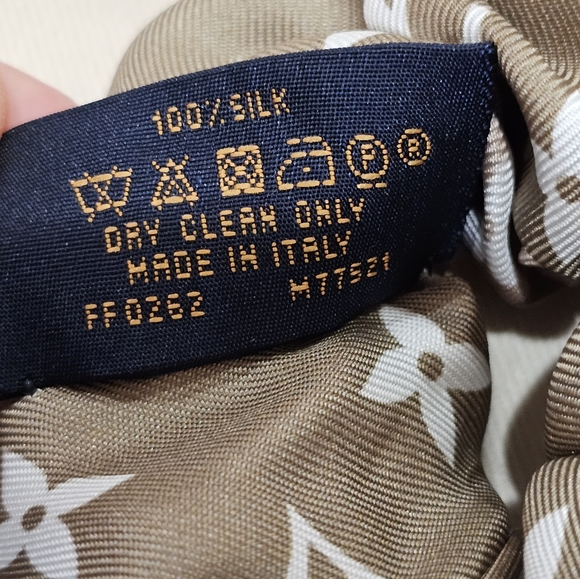 100% SILK
P ®
DRY CLEAN ONLY
MADE IN ITALY
FF0262 M77521